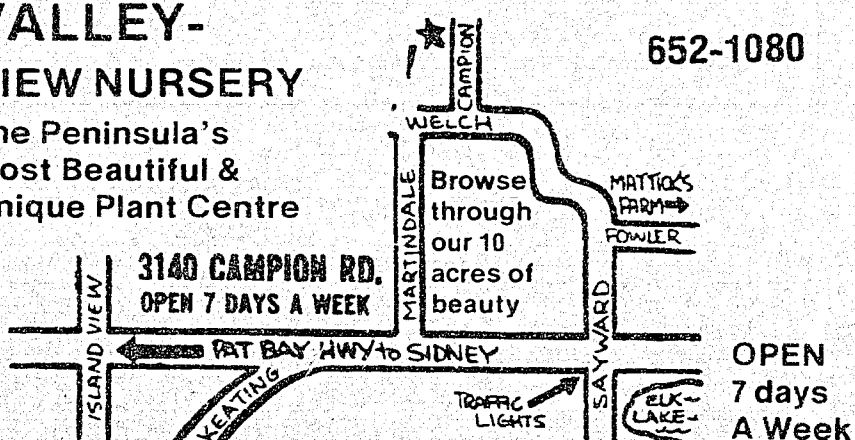 VALLEY-
IEW NURSERY
he Peninsula's
ost Beautiful &
nique Plant Centre
3140 CAMPION RD.
OPEN 7 DAYS A WEEK
652-1080
CAMPION
WELCH
MARTINDALE
Browse
through
our 10
acres of
beauty
MATTICK'S
FARM
FOWLER
SAYWARD
ISLAND VIEW
PAT BAY HWY to SIDNEY
KEATING
TRAFFIC
LIGHTS
ELK
LAKE
OPEN
7 days
A Week